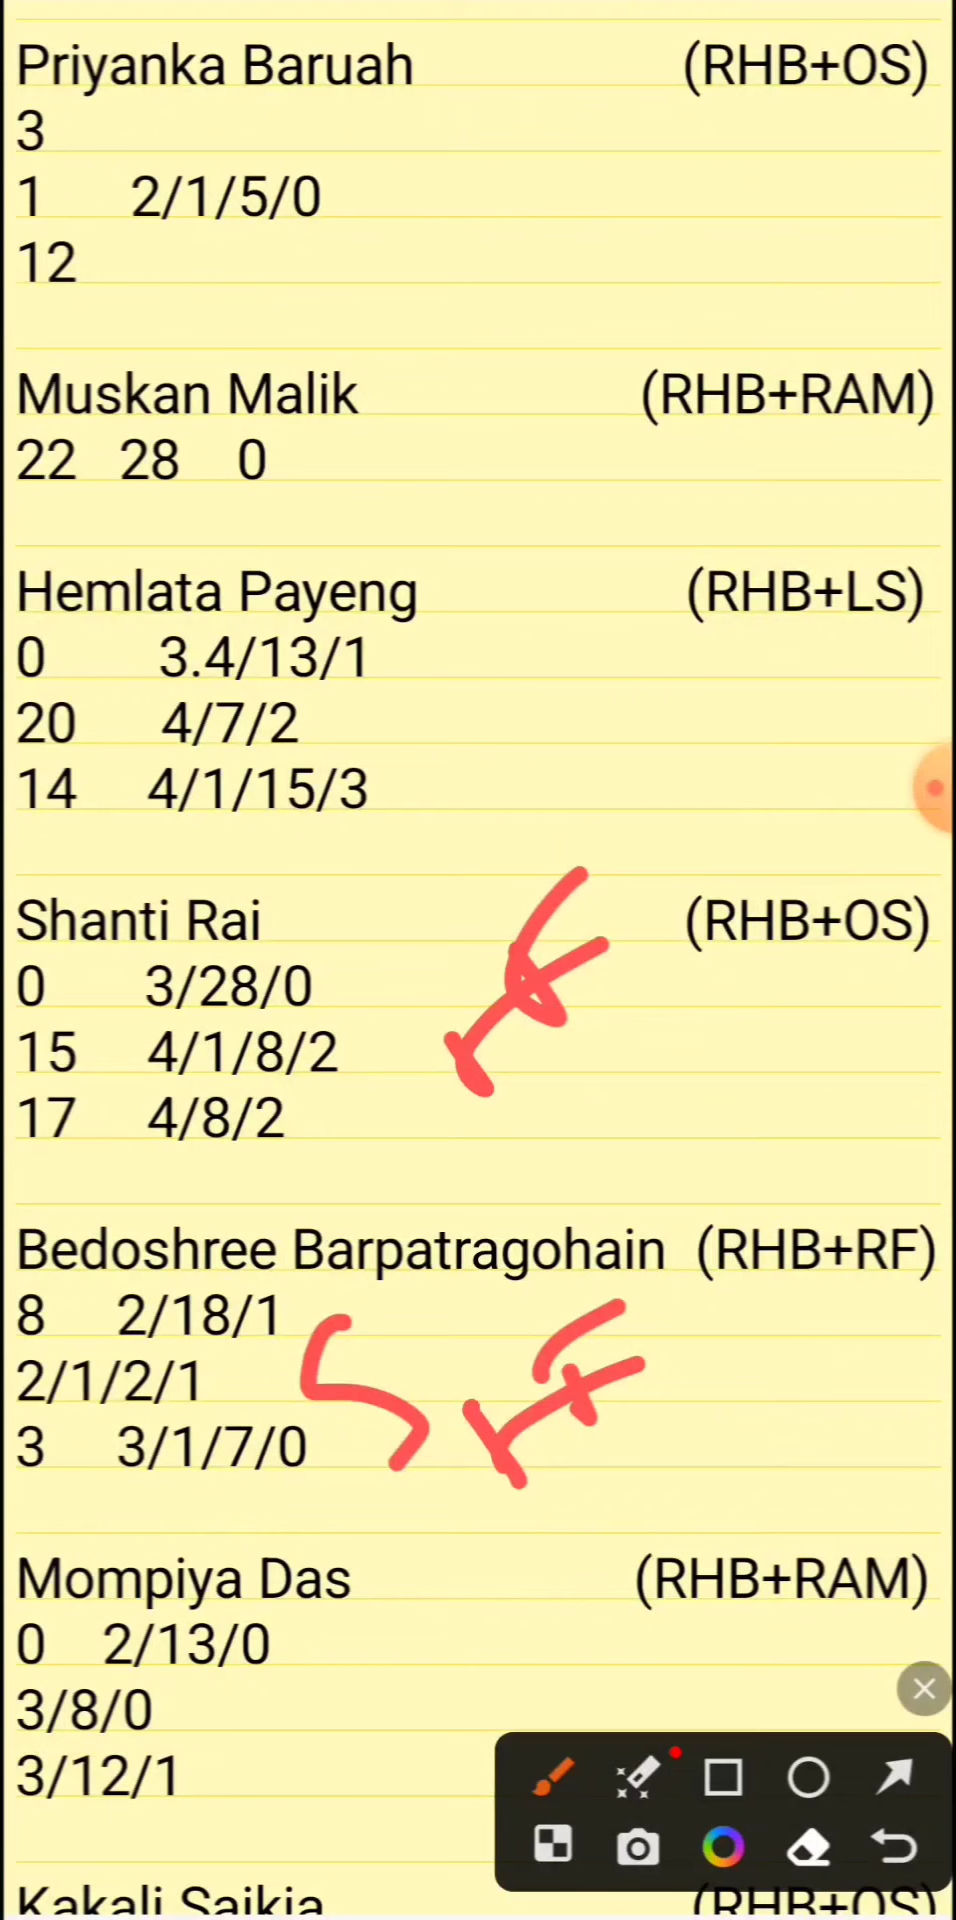 Priyanka Baruah (RHB+OS)
3
1 2/1/5/0
12
Muskan Malik (RHB+RAM)
22 28 0
Hemlata Payeng (RHB+LS)
0 3.4/13/1
20 4/7/2
14 4/1/15/3
Shanti Rai (RHB+OS)
0 3/28/0
15 4/1/8/2
17 4/8/2
Bedoshree Barpatragohain (RHB+RF)
8 2/18/1
2/1/2/1
3 3/1/7/0
Mompiya Das (RHB+RAM)
0 2/13/0
3/8/0
3/12/1
Kakali Saikia (RHB+OS)